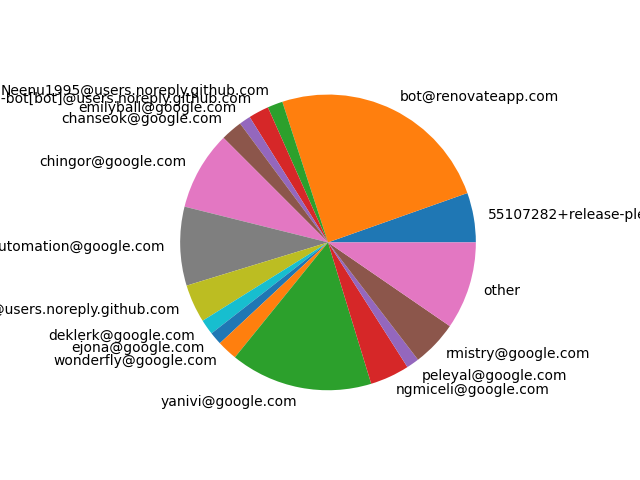 Neenu1995@users.noreply.github.com
bot@renovateapp.com
-bot[bot]@users.noreply.github.com
emilyball@google.com
chanseok@google.com
chingor@google.com
55107282+release-ple
utomation@google.com
other
@users.noreply.github.com
deklerk@google.com
ejona@google.com
rmistry@google.com
wonderfly@google.com
peleyal@google.com
ngmiceli@google.com
yanivi@google.com